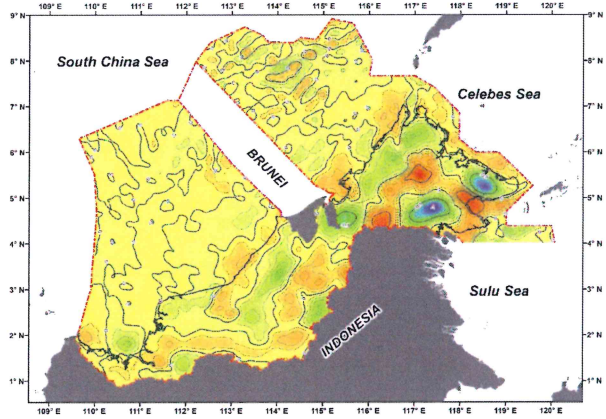 109° E 110° E 111° E 112° E 113° E 114° E 115° E 116° E 117° E 118° E 119° E 120° E
9° N 9° N
South China Sea
8° N 8° N
Celebes Sea
7° N 7° N
6° N 6° N
BRUNEI
5° N 5° N
4° N 4° N
3° N 3° N
Sulu Sea
INDONESIA
2° N 2° N
1° N 1° N
109° E 110° E 111° E 112° E 113° E 114° E 115° E 116° E 117° E 118° E 119° E 120° E